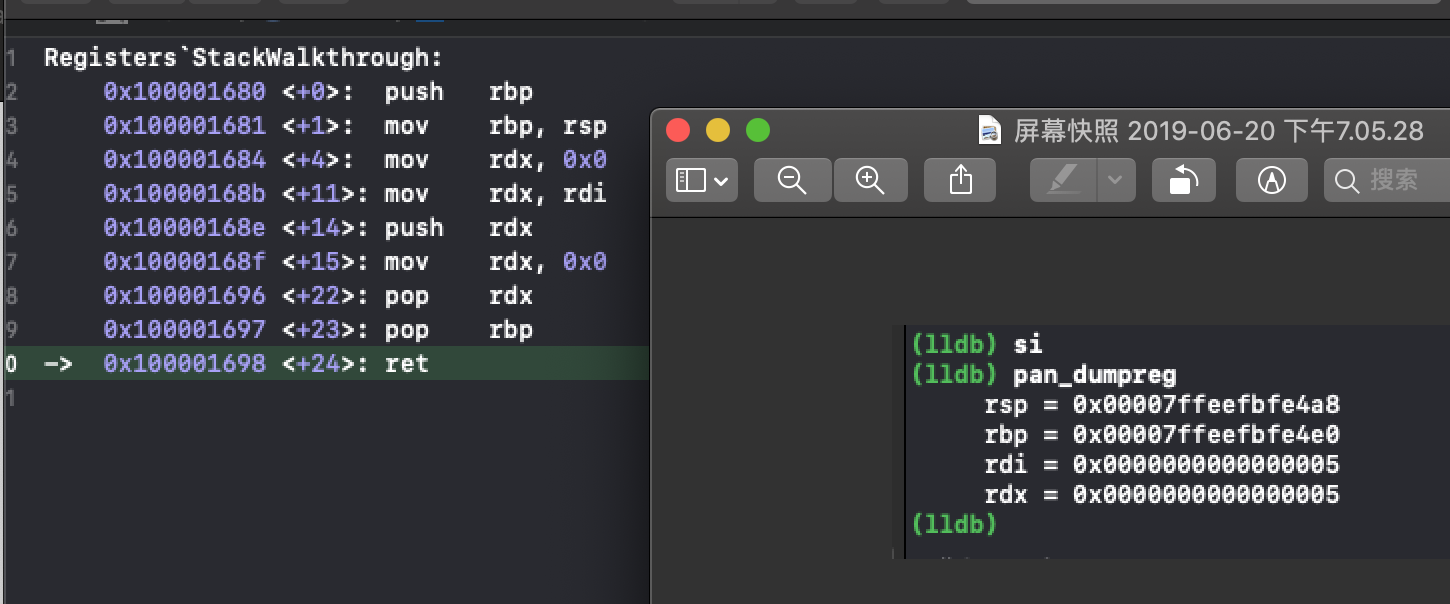 1 Registers`StackWalkthrough:
2 0x100001680 <+0>: push rbp
3 0x100001681 <+1>: mov rbp, rsp
4 0x100001684 <+4>: mov rdx, 0x0
5 0x10000168b <+11>: mov rdx, rdi
6 0x10000168e <+14>: push rdx
7 0x10000168f <+15>: mov rdx, 0x0
8 0x100001696 <+22>: pop rdx
9 0x100001697 <+23>: pop rbp
0 -> 0x100001698 <+24>: ret
1
屏幕快照 2019-06-20 下午7.05.28
搜索
(lldb) si
(lldb) pan_dumpreg
rsp = 0x00007ffeefbfe4a8
rbp = 0x00007ffeefbfe4e0
rdi = 0x0000000000000005
rdx = 0x0000000000000005
(lldb)